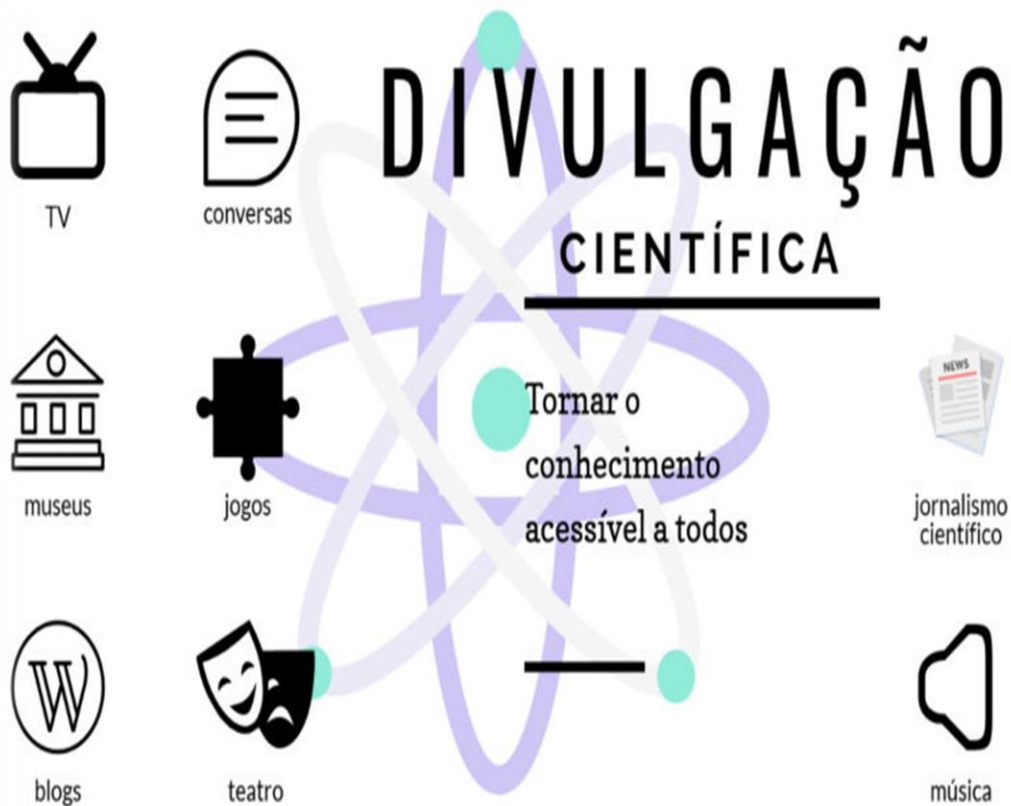 DIVULGAÇÃO
CIENTÍFICA
TV
conversas
Tornar o
conhecimento
acessível a todos
NEWS
museus
jogos
jornalismo
científico
W
blogs
teatro
música